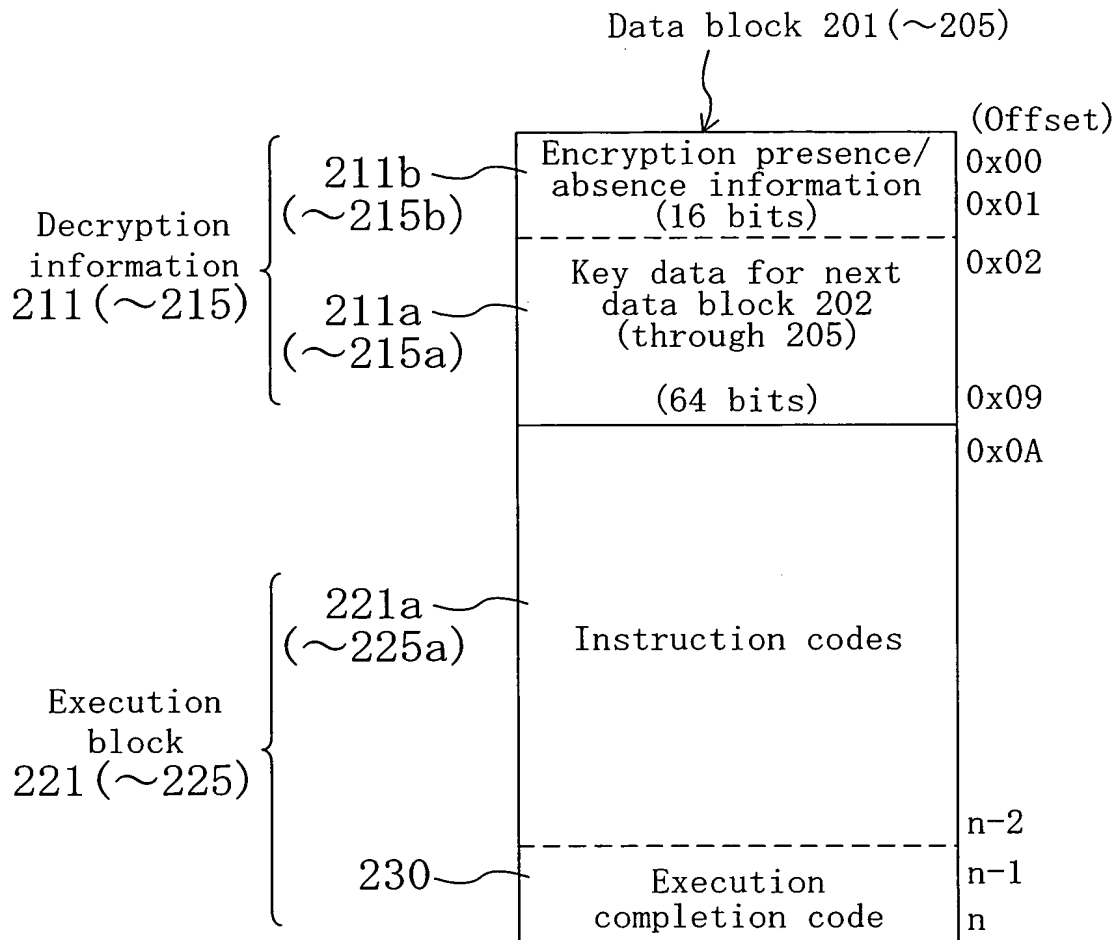 Data block 201(～205)
(Offset)
Encryption presence/
absence information
(16 bits)
0x00
0x01
211b
(～215b)
Decryption
information
211(～215)
Key data for next
data block 202
(through 205)
(64 bits)
0x02
0x09
211a
(～215a)
0x0A
221a
(～225a)
Instruction codes
Execution
block
221(～225)
n-2
230
Execution
completion code
n-1
n